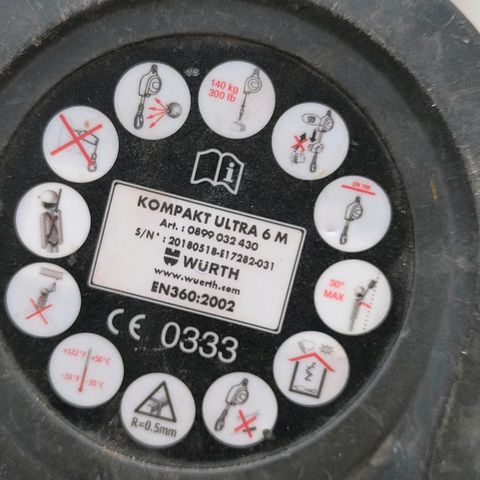 140 kg
300 lb
KOMPAKT ULTRA 6 M
Art. : 0899 032 430
S/N° : 20180518-E17282-031
WÜRTH
www.wuerth.com
EN360:2002
CE 0333
30°
MAX
+122°F +50°C
-31°F -35°C
R=0.5mm